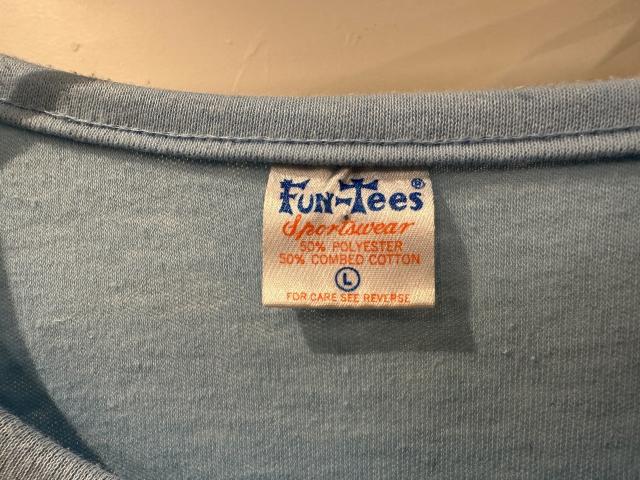 Fun-Tees®
Sportswear
50% POLYESTER
50% COMBED COTTON
L
FOR CARE SEE REVERSE